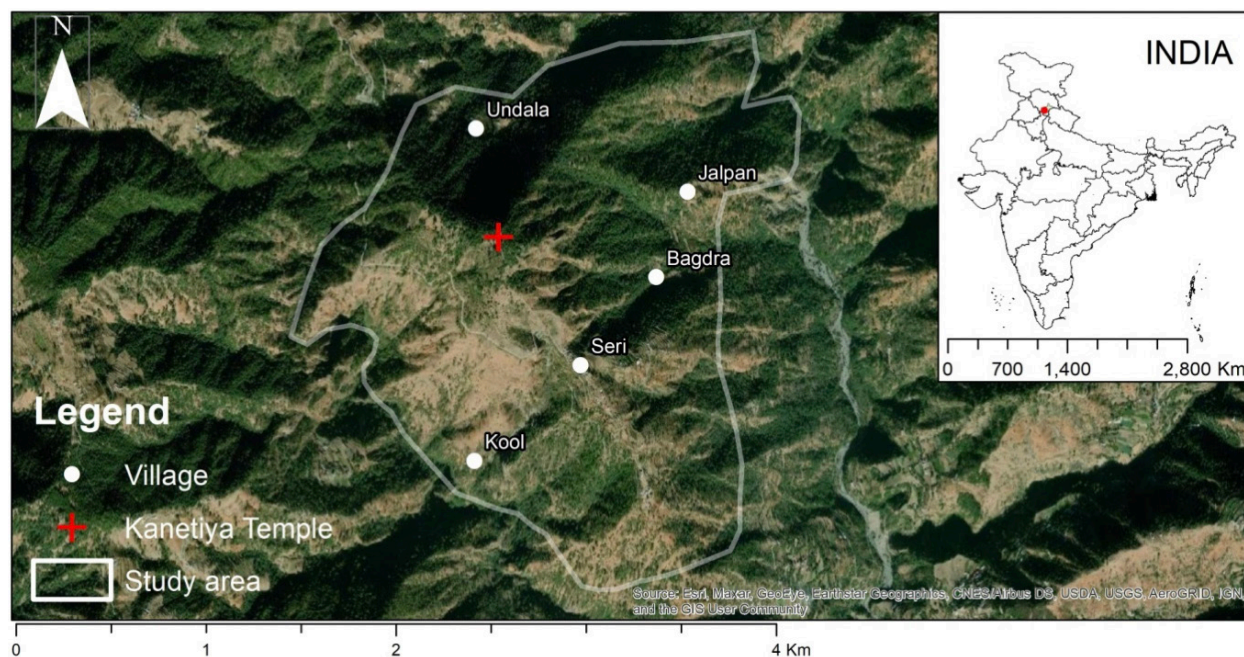 N
INDIA
Undala
Jalpan
Bagdra
Seri
Kool
0 700 1,400 2,800 Km
Legend
Village
Kanetiya Temple
Study area
Source: Esri, Maxar, GeoEye, Earthstar Geographics, CNES/Airbus DS, USDA, USGS, AeroGRID, IGN,
and the GIS User Community
0 1 2 4 Km